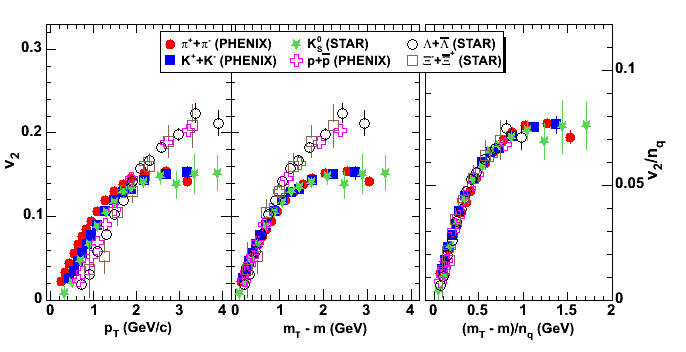 π⁺+π⁻ (PHENIX) K⁰_S (STAR) Λ+Λ̅ (STAR)
K⁺+K⁻ (PHENIX) p+p̅ (PHENIX) Ξ⁻+Ξ̅⁺ (STAR)
v₂
0.3
0.2
0.1
0
0 1 2 3 4
p_T (GeV/c)
0 1 2 3 4
m_T - m (GeV)
0 0.5 1 1.5 2
(m_T - m)/n_q (GeV)
0.1
0.05
0
v₂/n_q